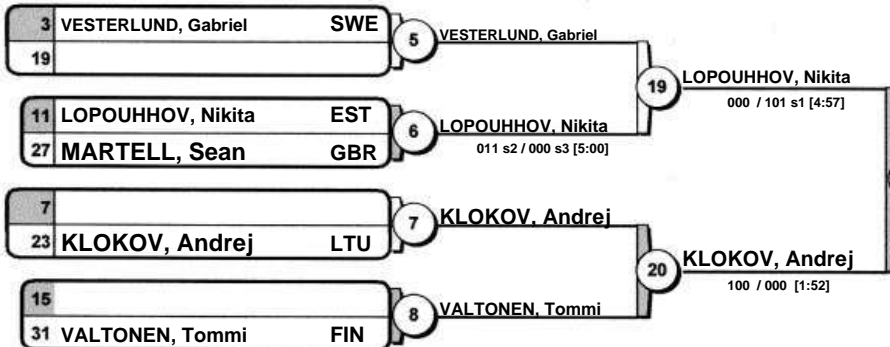 3 VESTERLUND, Gabriel SWE
19
5
VESTERLUND, Gabriel
19
LOPOUHHOV, Nikita
000 / 101 s1 [4:57]
11 LOPOUHHOV, Nikita EST
27 MARTELL, Sean GBR
6
LOPOUHHOV, Nikita
011 s2 / 000 s3 [5:00]
7
23 KLOKOV, Andrej LTU
7
KLOKOV, Andrej
20
KLOKOV, Andrej
100 / 000 [1:52]
15
31 VALTONEN, Tommi FIN
8
VALTONEN, Tommi